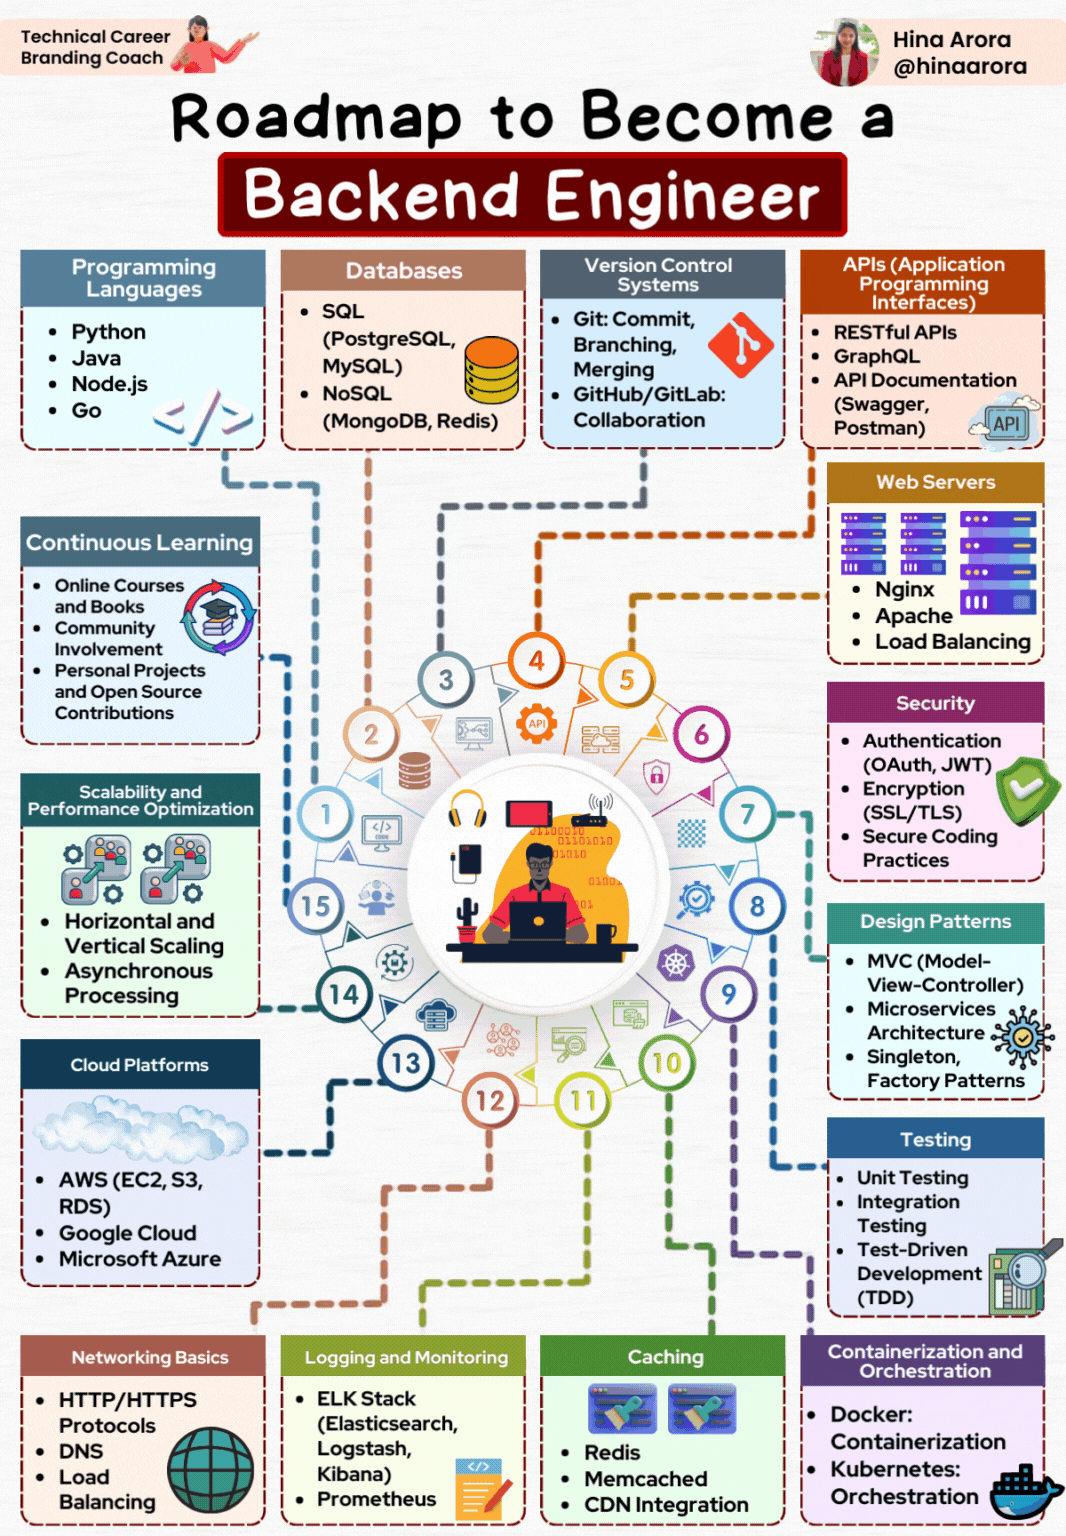 Technical Career
Branding Coach
Hina Arora
@hinaarora
Roadmap to Become a
Backend Engineer
Programming
Languages
• Python
• Java
• Node.js
• Go
</>
Databases
• SQL
(PostgreSQL,
MySQL)
• NoSQL
(MongoDB, Redis)
Version Control
Systems
• Git: Commit,
Branching,
Merging
• GitHub/GitLab:
Collaboration
APIs (Application
Programming
Interfaces)
• RESTful APIs
• GraphQL
• API Documentation
(Swagger,
Postman)
API
Web Servers
• Nginx
• Apache
• Load Balancing
Continuous Learning
• Online Courses
and Books
• Community
Involvement
• Personal Projects
and Open Source
Contributions
Security
• Authentication
(OAuth, JWT)
• Encryption
(SSL/TLS)
• Secure Coding
Practices
Scalability and
Performance Optimization
• Horizontal and
Vertical Scaling
• Asynchronous
Processing
1
2
3
4
5
6
7
8
9
10
11
12
13
14
15
API
</>
CODE
01100010
01101010
01010
Design Patterns
• MVC (Model-
View-Controller)
• Microservices
Architecture
• Singleton,
Factory Patterns
Cloud Platforms
• AWS (EC2, S3,
RDS)
• Google Cloud
• Microsoft Azure
Testing
• Unit Testing
• Integration
Testing
• Test-Driven
Development
(TDD)
Networking Basics
• HTTP/HTTPS
Protocols
• DNS
• Load
Balancing
Logging and Monitoring
• ELK Stack
(Elasticsearch,
Logstash,
Kibana)
• Prometheus
</>
Caching
• Redis
• Memcached
• CDN Integration
Containerization and
Orchestration
• Docker:
Containerization
• Kubernetes:
Orchestration